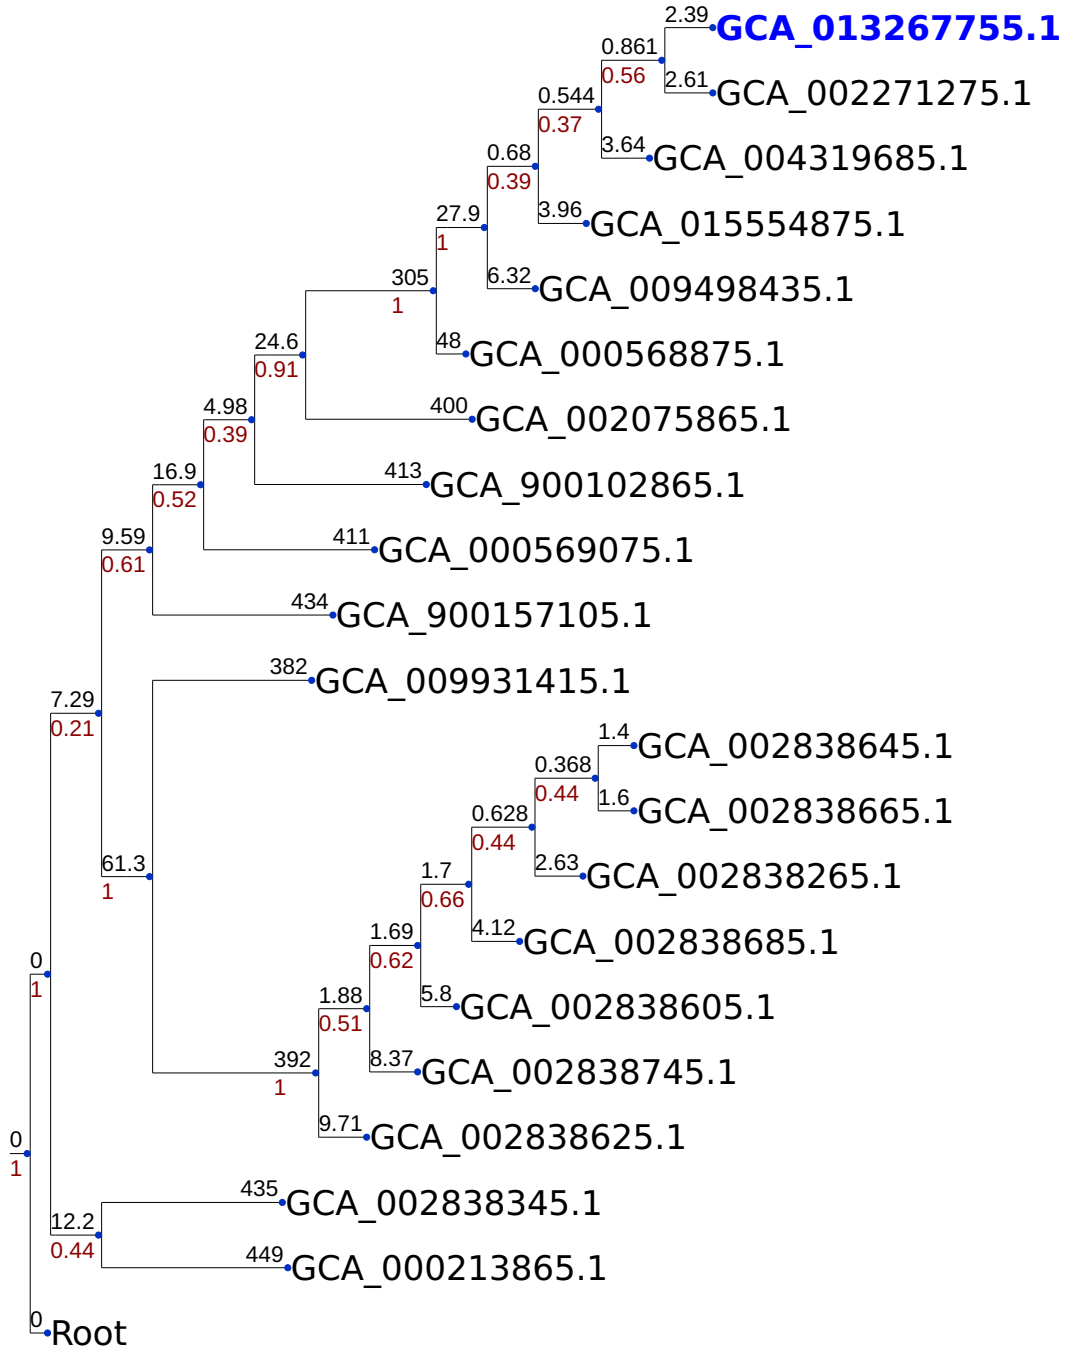 2.39
GCA_013267755.1
0.861
0.56
2.61
GCA_002271275.1
0.544
0.37
3.64
GCA_004319685.1
0.68
0.39
3.96
GCA_015554875.1
27.9
1
6.32
GCA_009498435.1
305
1
48
GCA_000568875.1
24.6
0.91
400
GCA_002075865.1
4.98
0.39
413
GCA_900102865.1
16.9
0.52
411
GCA_000569075.1
9.59
0.61
434
GCA_900157105.1
382
GCA_009931415.1
7.29
0.21
1.4
GCA_002838645.1
0.368
0.44
1.6
GCA_002838665.1
0.628
0.44
2.63
GCA_002838265.1
61.3
1
1.7
0.66
4.12
GCA_002838685.1
1.69
0.62
0
1
5.8
GCA_002838605.1
1.88
0.51
8.37
GCA_002838745.1
392
1
9.71
GCA_002838625.1
0
1
435
GCA_002838345.1
12.2
0.44
449
GCA_000213865.1
0
Root